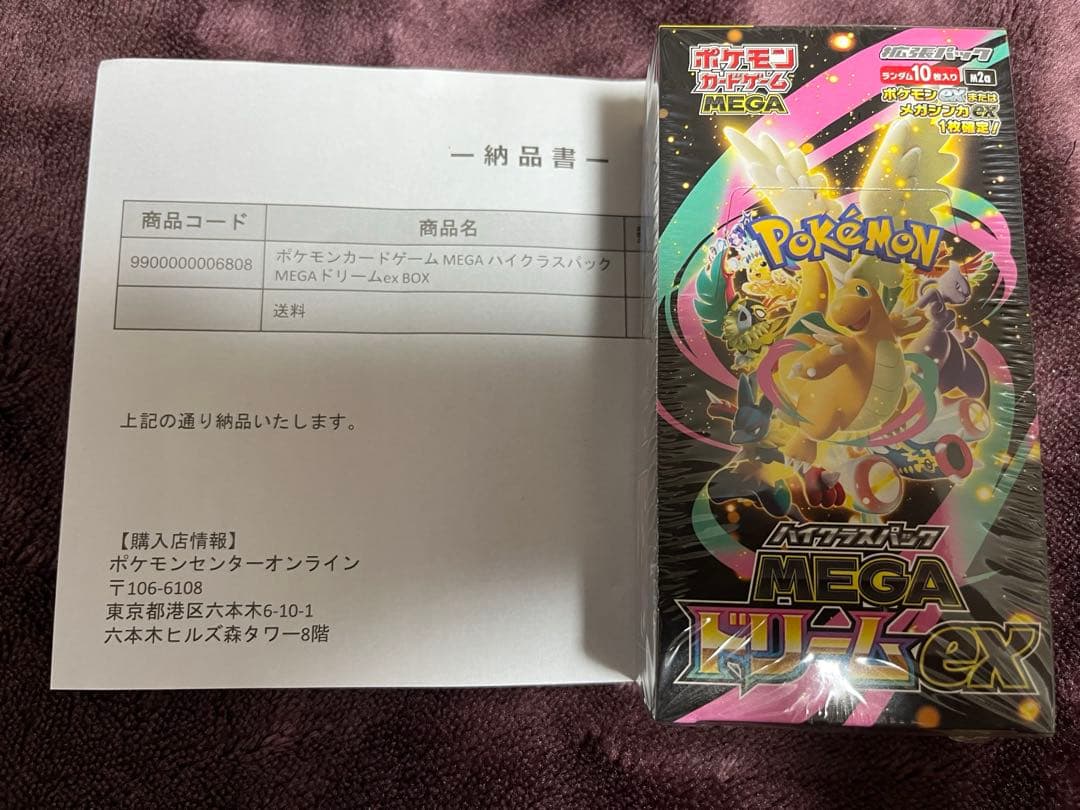 ー納品書ー
商品コード 商品名
9900000006808 ポケモンカードゲーム MEGA ハイクラスパック
MEGAドリームex BOX
送料
上記の通り納品いたします。
【購入店情報】
ポケモンセンターオンライン
〒106-6108
東京都港区六本木6-10-1
六本木ヒルズ森タワー8階
ポケモン
カードゲーム
MEGA
拡張パック
ランダム10枚入り M2a
ポケモンexまたは
メガシンカex
1枚確定!
POKéMON
ハイクラスパック
MEGA
ドリームex